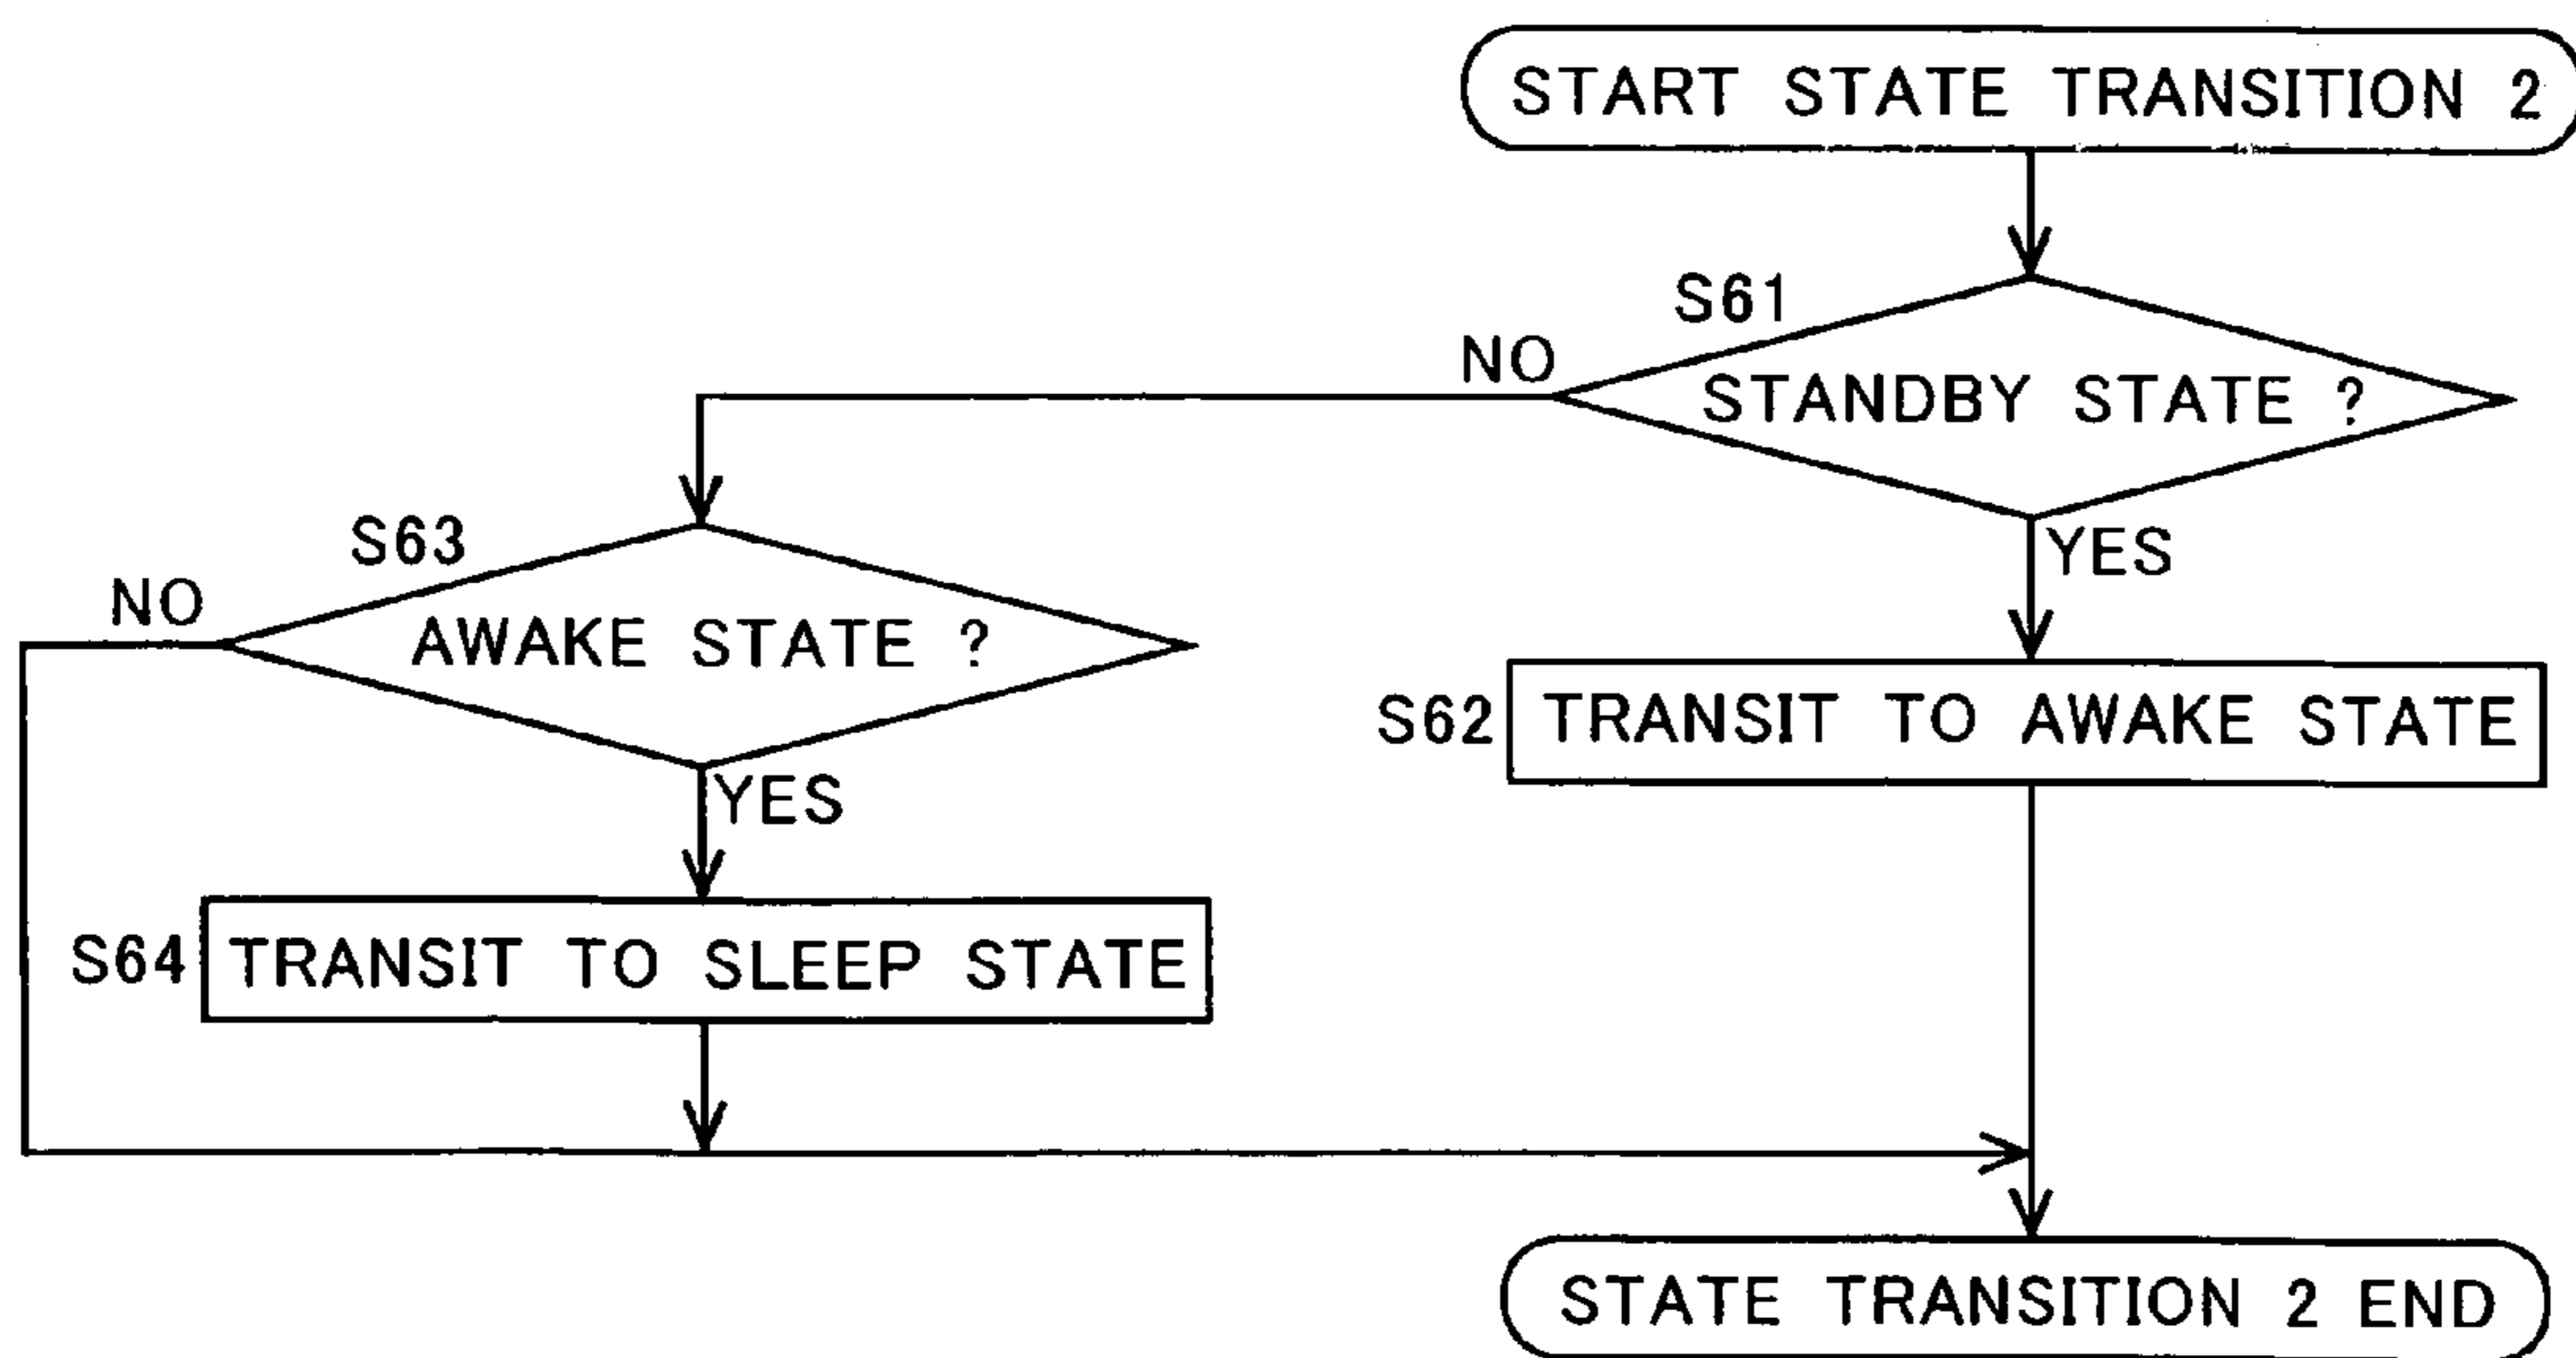 START STATE TRANSITION 2
S61
NO
STANDBY STATE ?
YES
S63
NO
AWAKE STATE ?
YES
S62
TRANSIT TO AWAKE STATE
S64
TRANSIT TO SLEEP STATE
STATE TRANSITION 2 END